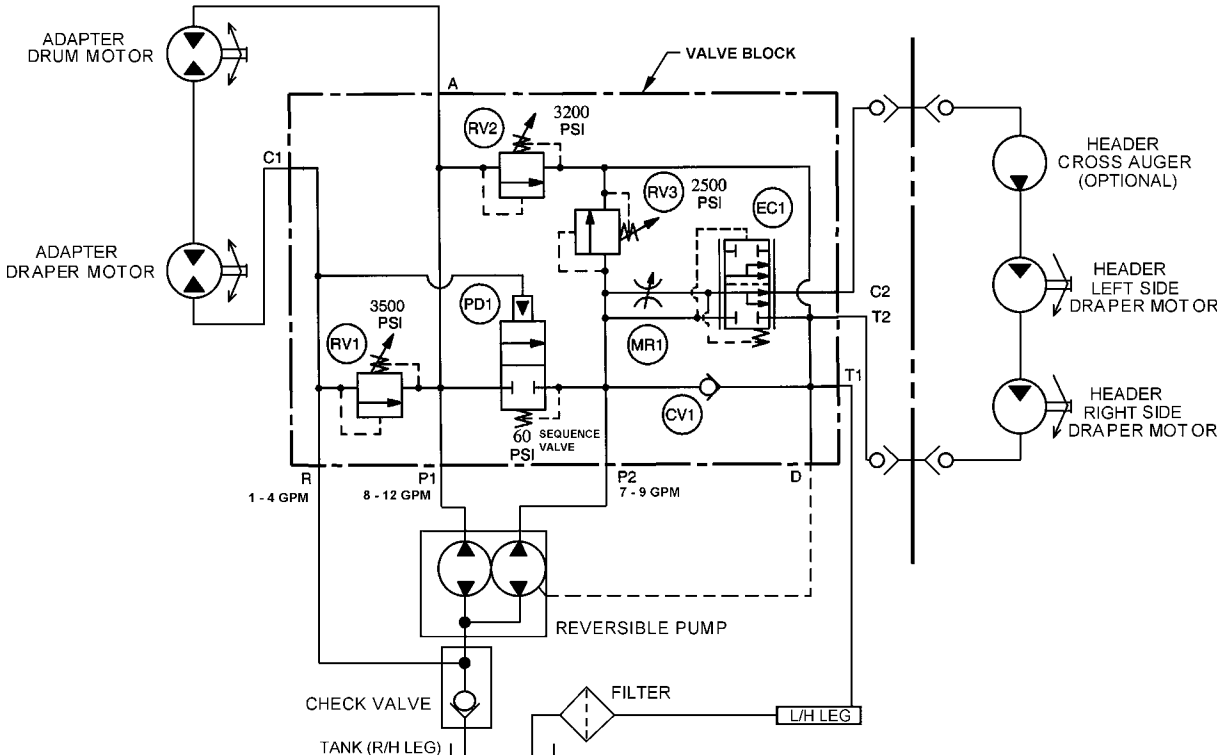 ADAPTER
DRUM MOTOR
VALVE BLOCK
A
RV2
3200
PSI
C1
RV3
2500
PSI
EC1
HEADER
CROSS AUGER
(OPTIONAL)
ADAPTER
DRAPER MOTOR
PD1
C2
T2
HEADER
LEFT SIDE
DRAPER MOTOR
3500
PSI
RV1
MR1
T1
CV1
HEADER
RIGHT SIDE
DRAPER MOTOR
60
PSI
SEQUENCE
VALVE
R
P1
P2
D
1 - 4 GPM
8 - 12 GPM
7 - 9 GPM
REVERSIBLE PUMP
CHECK VALVE
FILTER
L/H LEG
TANK (R/H LEG)